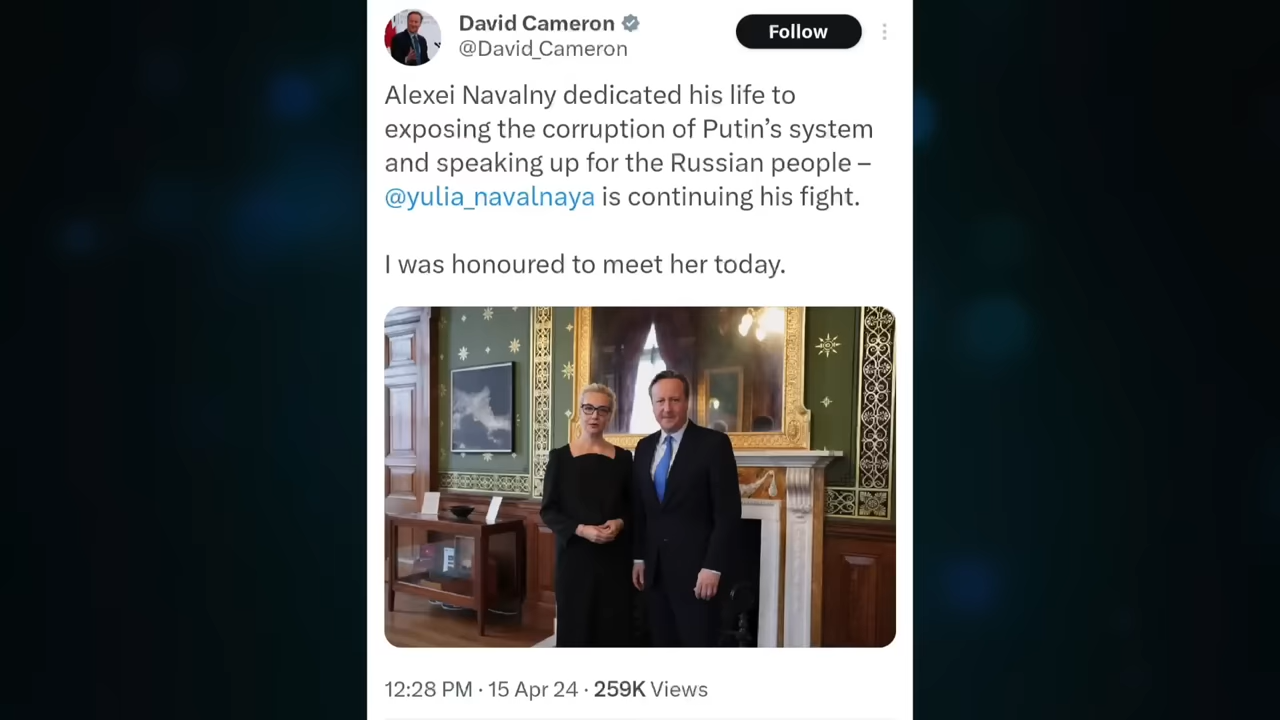 David Cameron
@David_Cameron
Follow
Alexei Navalny dedicated his life to
exposing the corruption of Putin’s system
and speaking up for the Russian people –
@yulia_navalnaya is continuing his fight.
I was honoured to meet her today.
12:28 PM · 15 Apr 24 · 259K Views